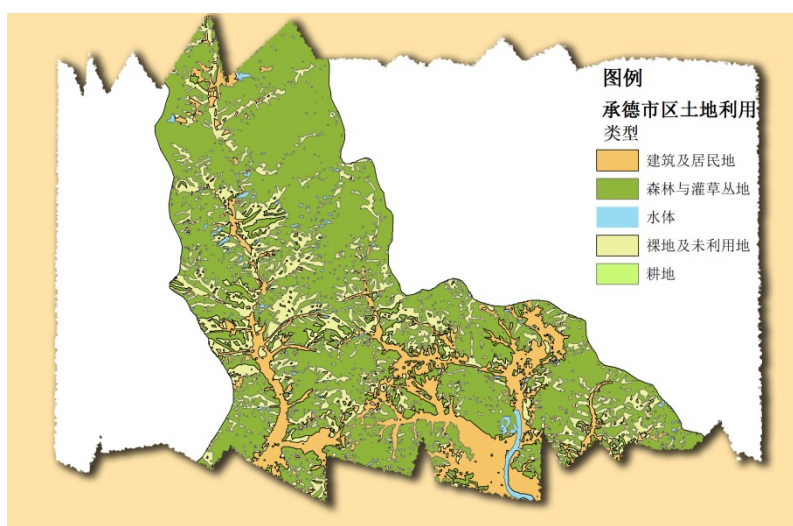 图例
承德市区土地利用
类型
建筑及居民地
森林与灌草丛地
水体
裸地及未利用地
耕地